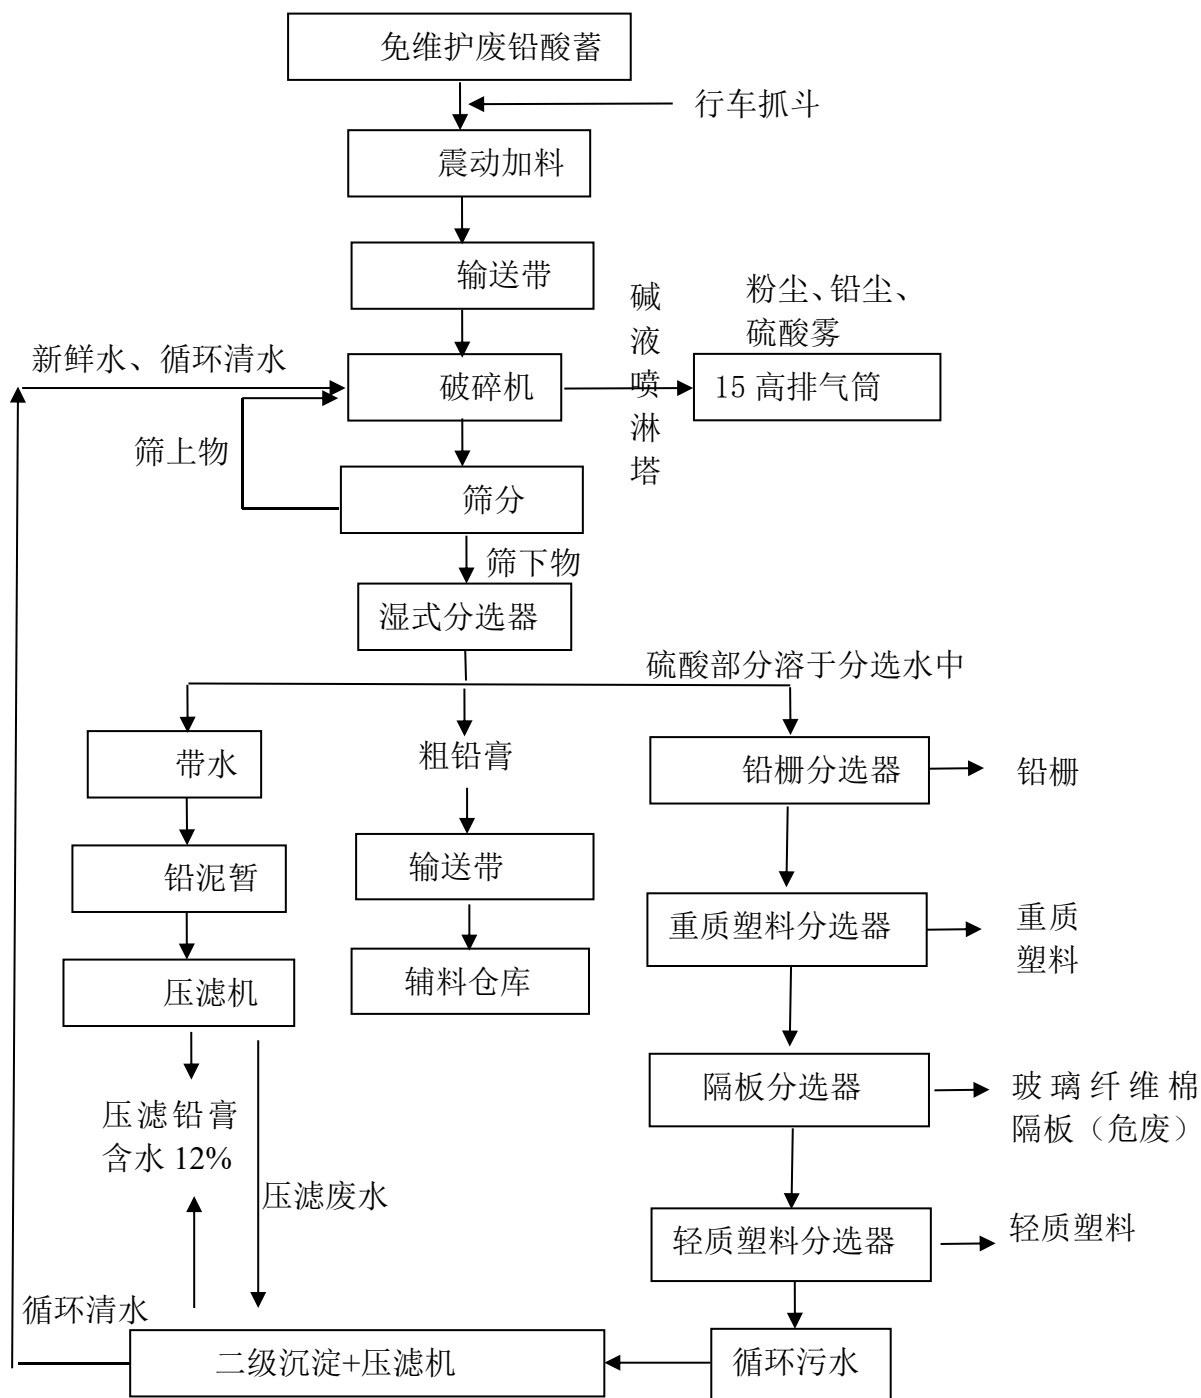 免维护废铅酸蓄
行车抓斗
震动加料
输送带
碱
液
喷
淋
塔
粉尘、铅尘、
硫酸雾
新鲜水、循环清水
破碎机
15 高排气筒
筛上物
筛分
筛下物
湿式分选器
硫酸部分溶于分选水中
带水
粗铅膏
铅栅分选器
铅栅
铅泥暂
输送带
重质塑料分选器
重质
塑料
压滤机
辅料仓库
隔板分选器
玻璃纤维棉
隔板（危废）
压滤铅膏
含水 12%
压滤废水
轻质塑料分选器
轻质塑料
循环清水
二级沉淀+压滤机
循环污水